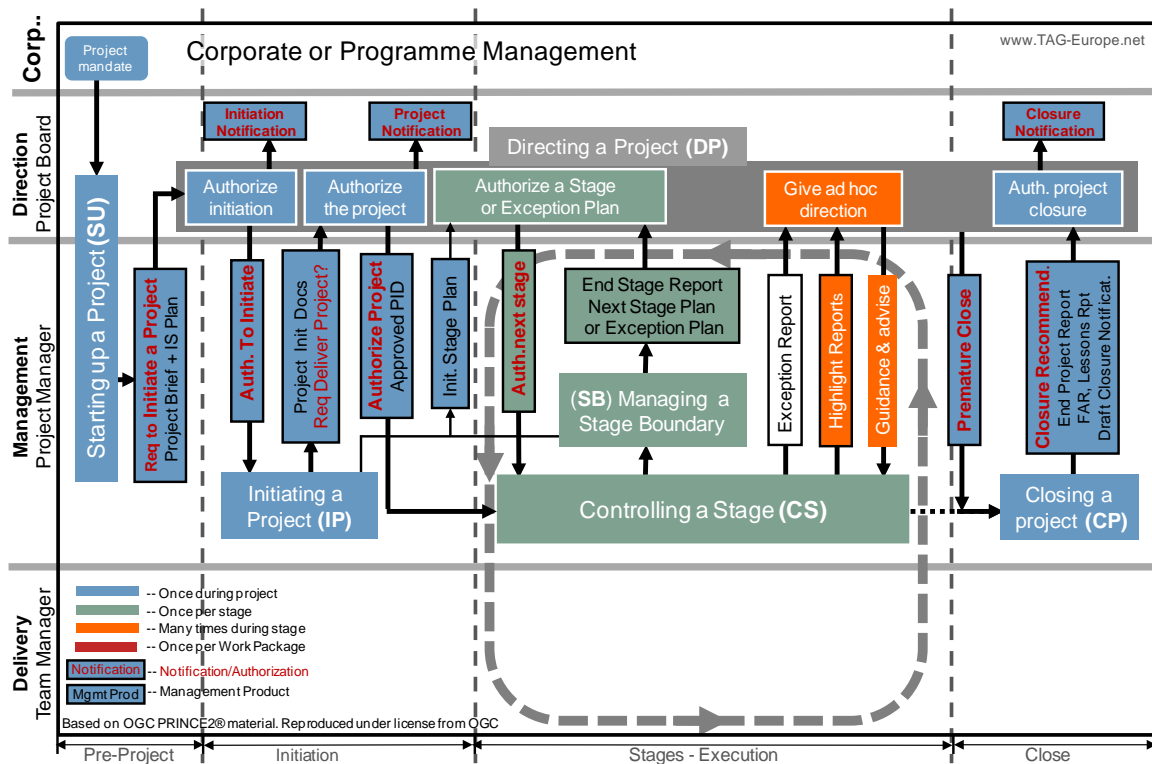 Corp..
Project
mandate
Corporate or Programme Management
www.TAG-Europe.net
Direction
Project Board
Initiation
Notification
Project
Notification
Closure
Notification
Directing a Project (DP)
Authorize
initiation
Authorize
the project
Authorize a Stage
or Exception Plan
Give ad hoc
direction
Auth. project
closure
Management
Project Manager
Starting up a Project (SU)
Req to Initiate a Project
Project Brief + IS Plan
Auth. To Initiate
Project Init Docs
Req Deliver Project?
Authorize Project
Approved PID
Init. Stage Plan
Auth.next stage
End Stage Report
Next Stage Plan
or Exception Plan
(SB) Managing a
Stage Boundary
Exception Report
Highlight Reports
Guidance & advise
Premature Close
Closure Recommend.
End Project Report
FAR, Lessons Rpt
Draft Closure Notificat.
Initiating a
Project (IP)
Controlling a Stage (CS)
Closing a
project (CP)
Delivery
Team Manager
-- Once during project
-- Once per stage
-- Many times during stage
-- Once per Work Package
Notification -- Notification/Authorization
Mgmt Prod -- Management Product
Based on OGC PRINCE2® material. Reproduced under license from OGC
Pre-Project
Initiation
Stages - Execution
Close